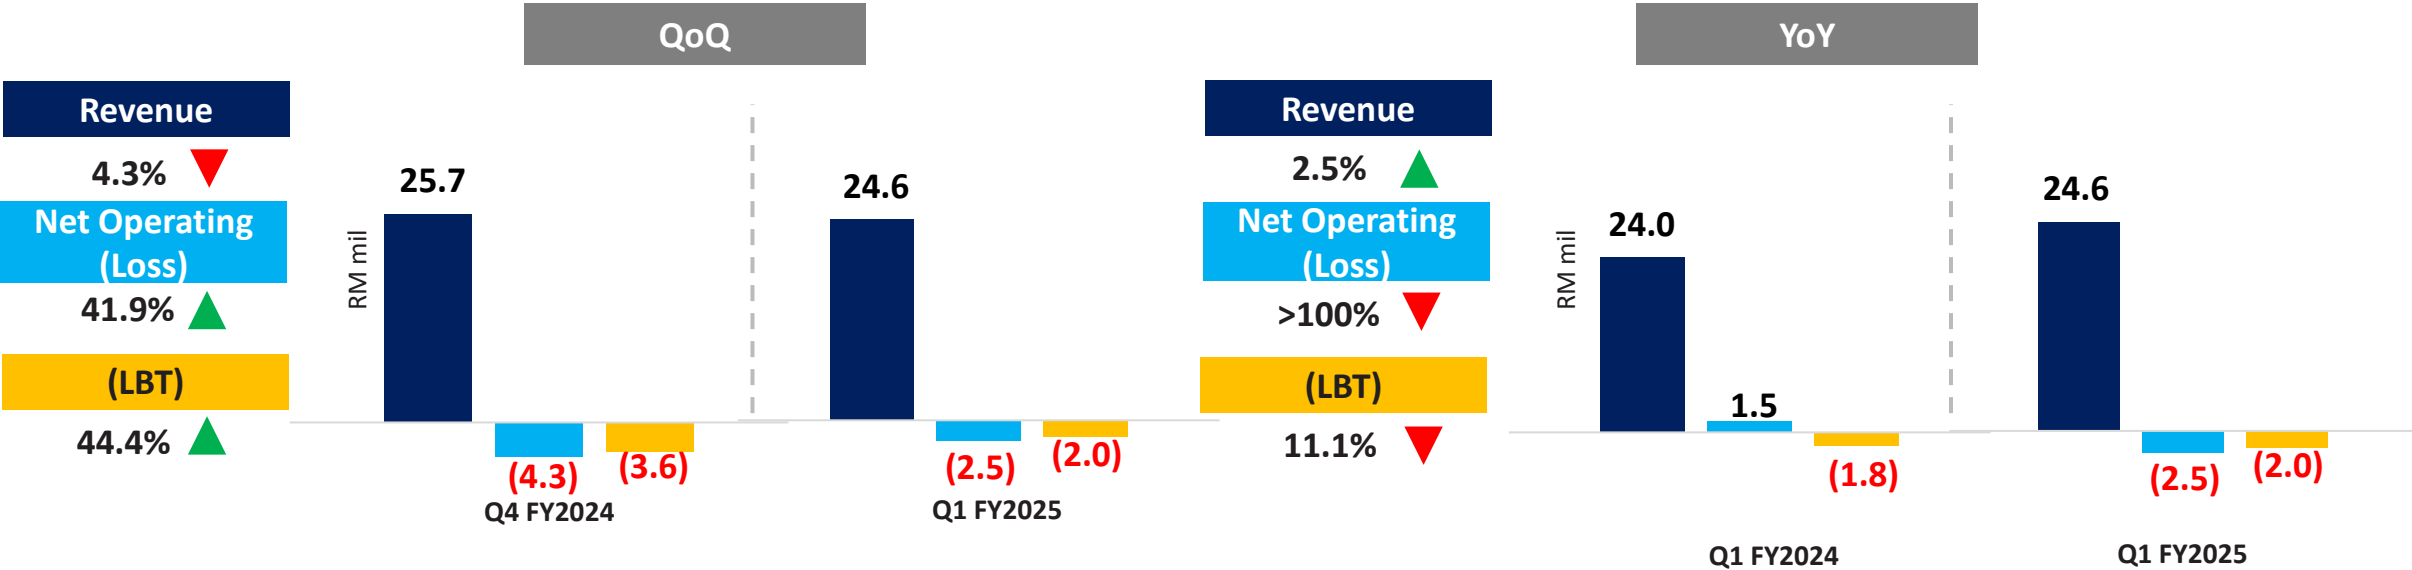 QoQ
Revenue
4.3%
Net Operating
(Loss)
41.9%
(LBT)
44.4%
RM mil
25.7
(4.3)
(3.6)
Q4 FY2024
24.6
(2.5)
(2.0)
Q1 FY2025
YoY
Revenue
2.5%
Net Operating
(Loss)
>100%
(LBT)
11.1%
RM mil
24.0
1.5
(1.8)
Q1 FY2024
24.6
(2.5)
(2.0)
Q1 FY2025